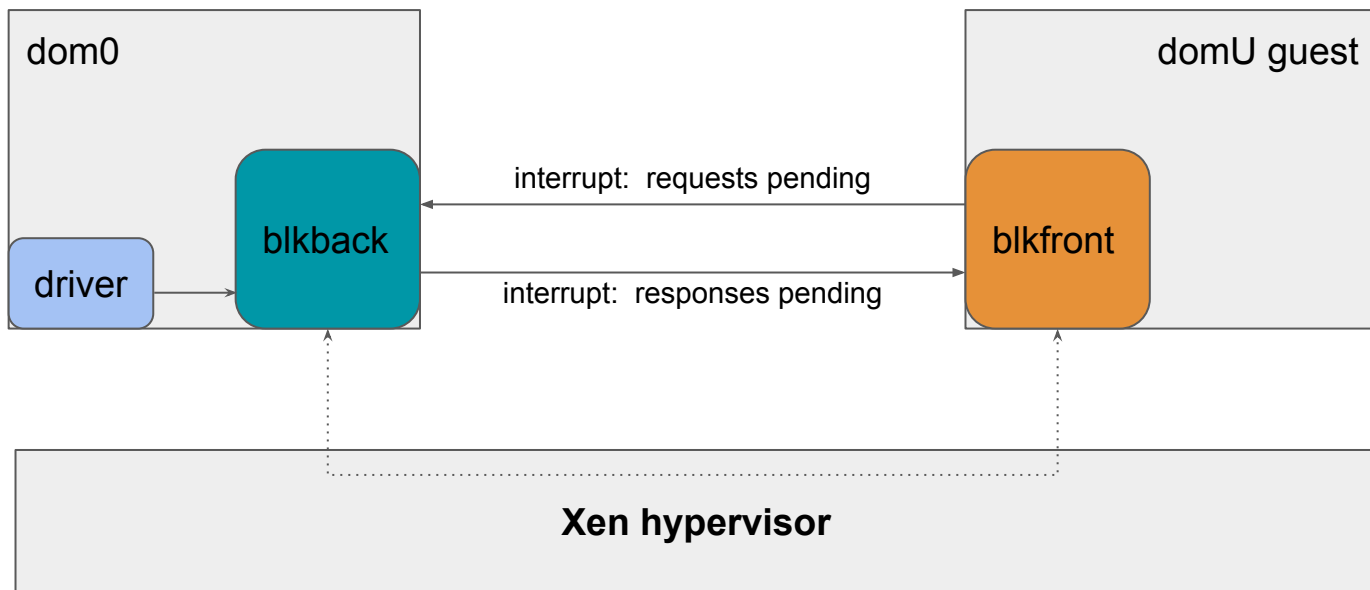 dom0
domU guest
interrupt: requests pending
blkback
blkfront
driver
interrupt: responses pending
Xen hypervisor